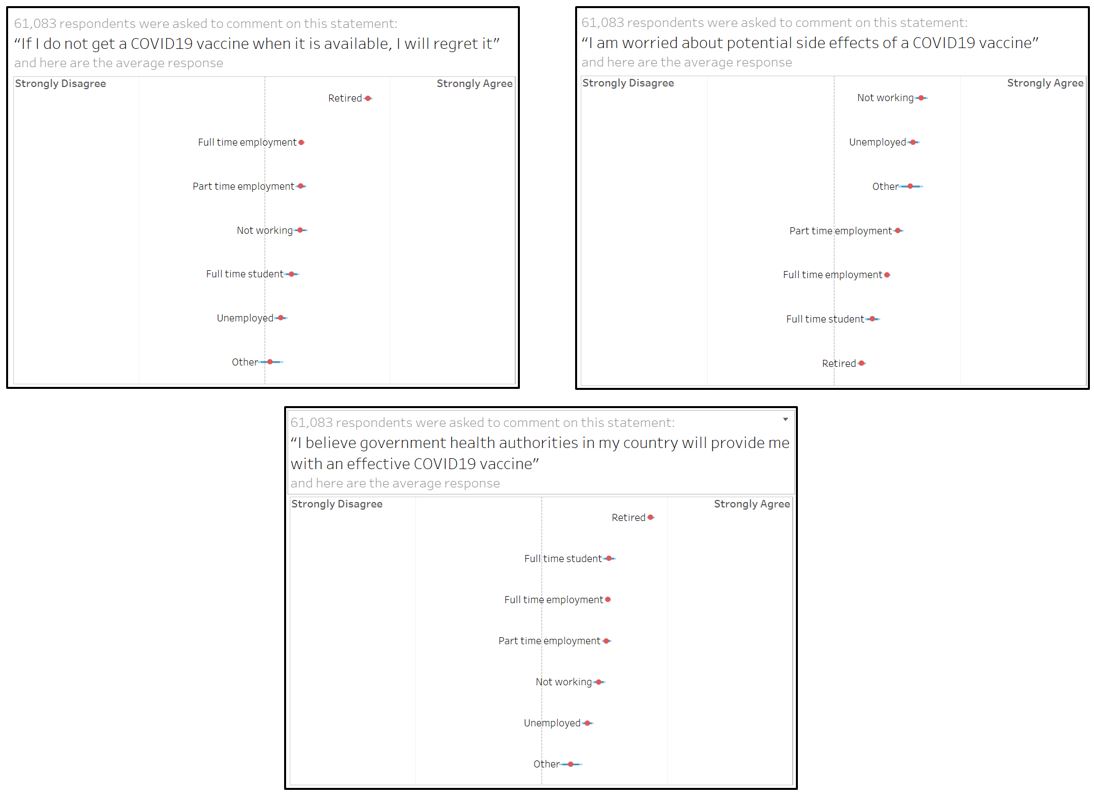 61,083 respondents were asked to comment on this statement:
“If I do not get a COVID19 vaccine when it is available, I will regret it”
and here are the average response
Strongly Disagree Strongly Agree
Retired
Full time employment
Part time employment
Not working
Full time student
Unemployed
Other
61,083 respondents were asked to comment on this statement:
“I am worried about potential side effects of a COVID19 vaccine”
and here are the average response
Strongly Disagree Strongly Agree
Not working
Unemployed
Other
Part time employment
Full time employment
Full time student
Retired
61,083 respondents were asked to comment on this statement:
“I believe government health authorities in my country will provide me
with an effective COVID19 vaccine”
and here are the average response
Strongly Disagree Strongly Agree
Retired
Full time student
Full time employment
Part time employment
Not working
Unemployed
Other